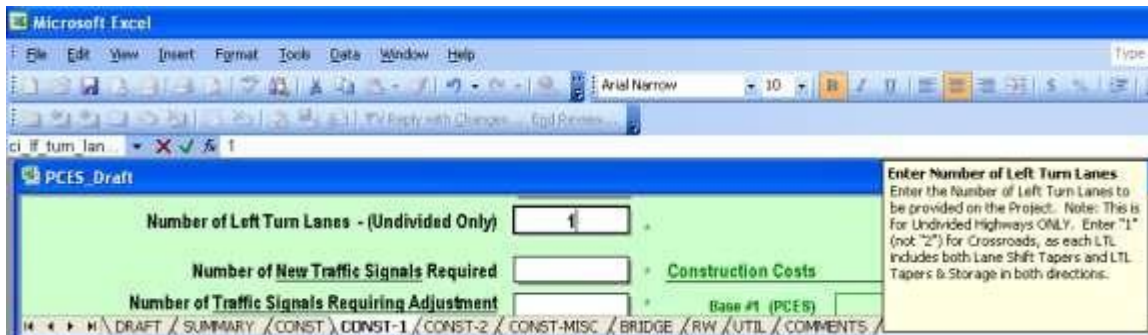 Microsoft Excel
File Edit View Insert Format Tools Data Window Help
Type
Arial Narrow 10 B I U $ %
Reply with Changes... End Review...
ci_lf_turn_lan... fx 1
PCES_Draft
Number of Left Turn Lanes - (Undivided Only) 1
Number of New Traffic Signals Required
Construction Costs
Number of Traffic Signals Requiring Adjustment
Base #1 (PCES)
DRAFT / SUMMARY / CONST \ CONST-1 / CONST-2 / CONST-MISC / BRIDGE / RW / UTIL / COMMENTS /
Enter Number of Left Turn Lanes
Enter the Number of Left Turn Lanes to
be provided on the Project. Note: This is
for Undivided Highways ONLY. Enter "1"
(not "2") for Crossroads, as each LTL
includes both Lane Shift Tapers and LTL
Tapers & Storage in both directions.